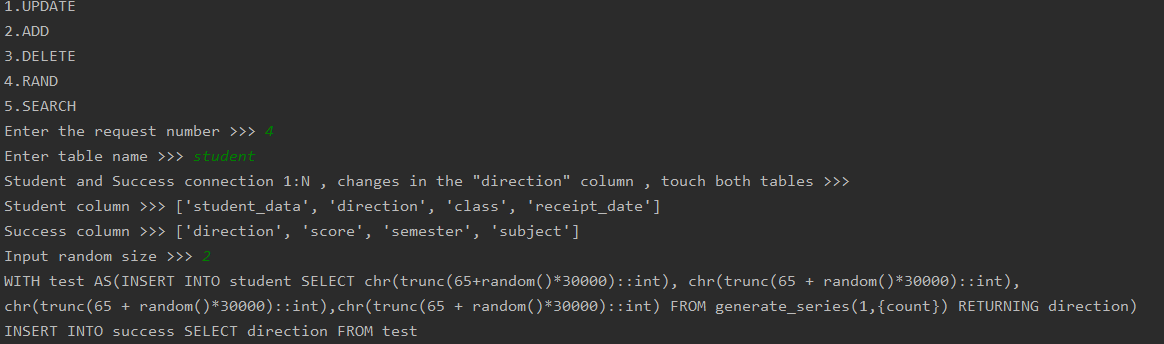 1.UPDATE
2.ADD
3.DELETE
4.RAND
5.SEARCH
Enter the request number >>> 4
Enter table name >>> student
Student and Success connection 1:N , changes in the "direction" column , touch both tables >>>
Student column >>> ['student_data', 'direction', 'class', 'receipt_date']
Success column >>> ['direction', 'score', 'semester', 'subject']
Input random size >>> 2
WITH test AS(INSERT INTO student SELECT chr(trunc(65+random()*30000)::int), chr(trunc(65 + random()*30000)::int),
chr(trunc(65 + random()*30000)::int),chr(trunc(65 + random()*30000)::int) FROM generate_series(1,{count}) RETURNING direction)
INSERT INTO success SELECT direction FROM test